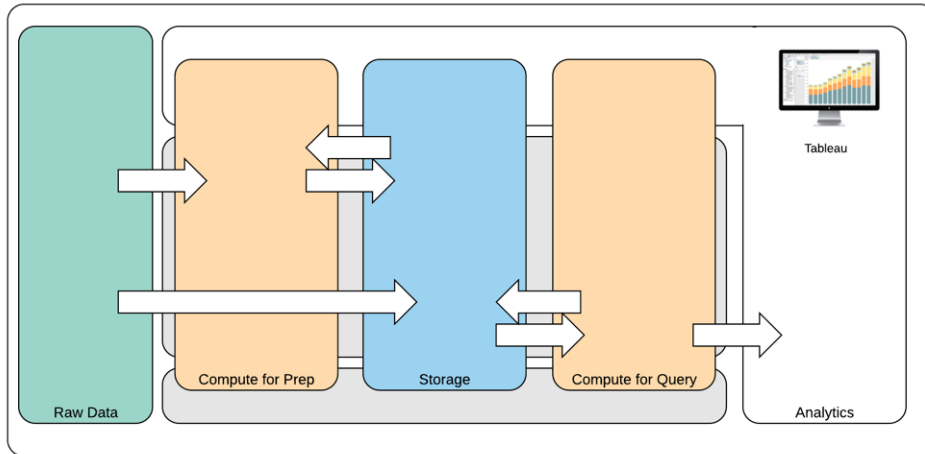 Tableau
Compute for Prep
Storage
Compute for Query
Raw Data
Analytics